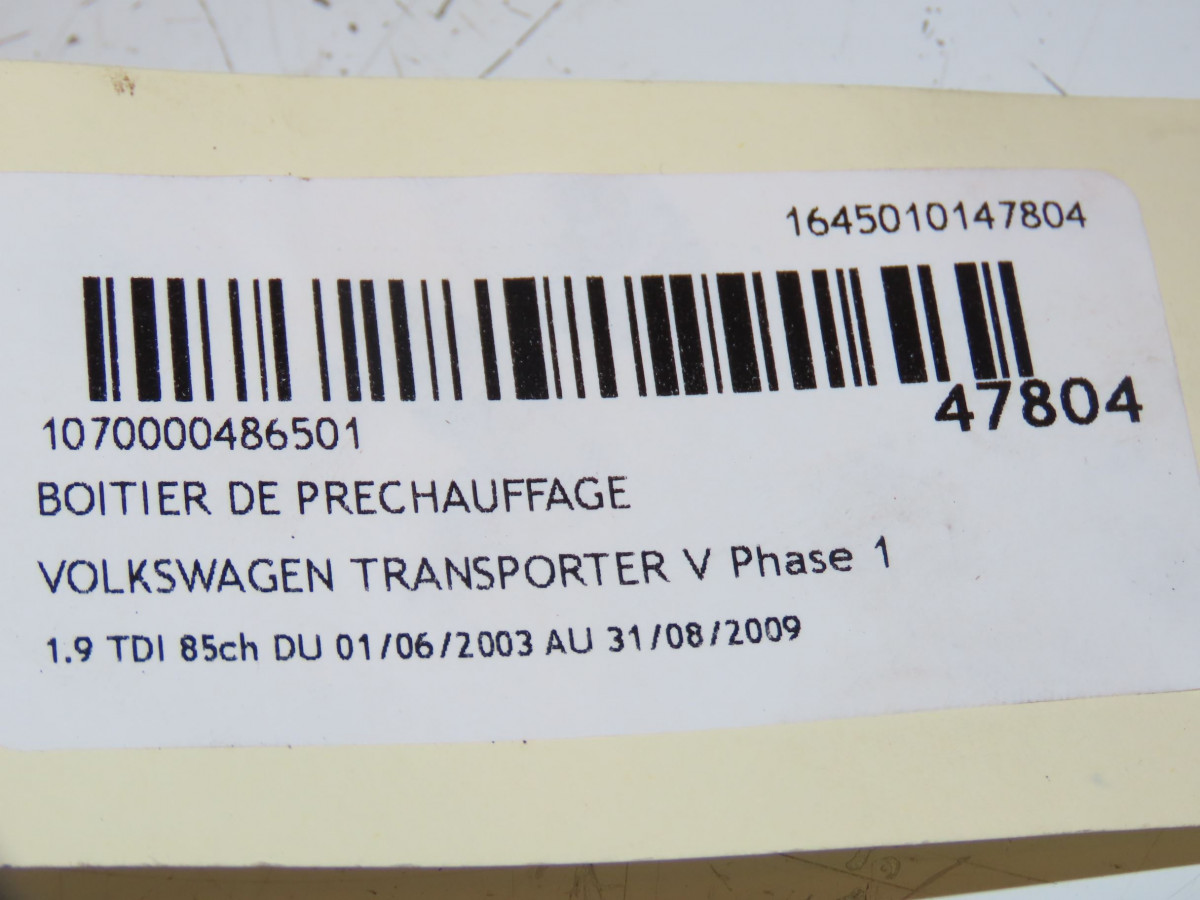 1645010147804
47804
1070000486501
BOITIER DE PRECHAUFFAGE
VOLKSWAGEN TRANSPORTER V Phase 1
1.9 TDI 85ch DU 01/06/2003 AU 31/08/2009